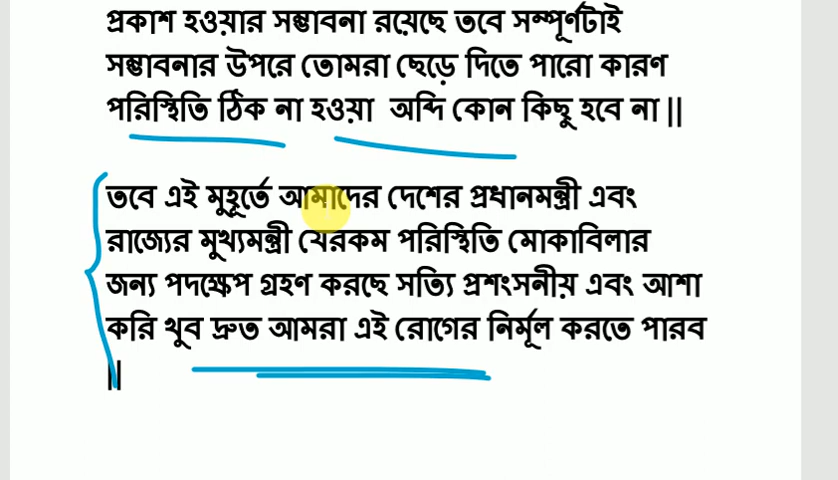 প্রকাশ হওয়ার সম্ভাবনা রয়েছে তবে সম্পূর্ণটাই
সম্ভাবনার উপরে তোমরা ছেড়ে দিতে পারো কারণ
পরিস্থিতি ঠিক না হওয়া অব্দি কোন কিছু হবে না ||
তবে এই মুহূর্তে আমাদের দেশের প্রধানমন্ত্রী এবং
রাজ্যের মুখ্যমন্ত্রী যেরকম পরিস্থিতি মোকাবিলার
জন্য পদক্ষেপ গ্রহণ করছে সত্যি প্রশংসনীয় এবং আশা
করি খুব দ্রুত আমরা এই রোগের নির্মূল করতে পারব
||